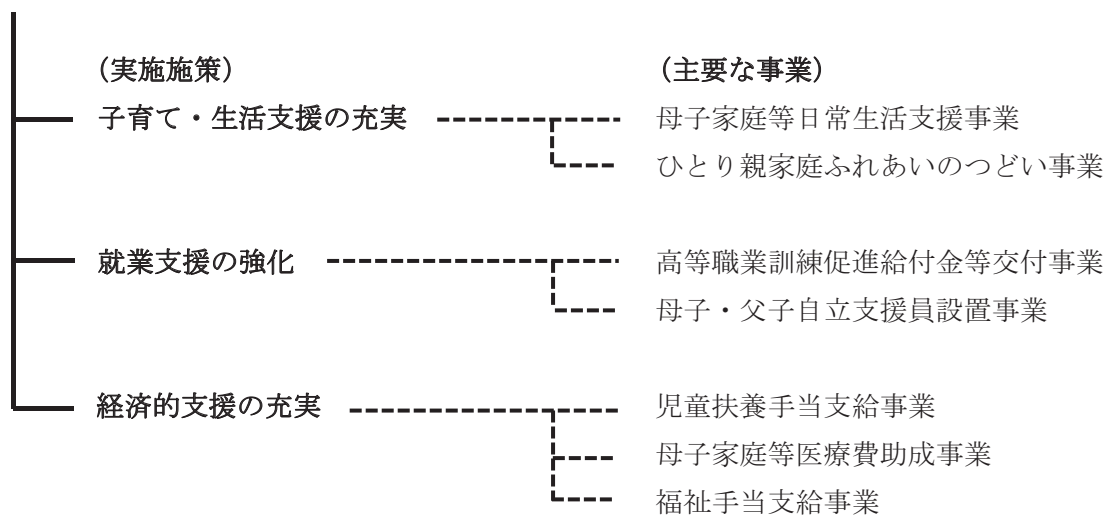 (実施施策) (主要な事業)
子育て・生活支援の充実 母子家庭等日常生活支援事業
ひとり親家庭ふれあいのつどい事業
就業支援の強化 高等職業訓練促進給付金等交付事業
母子・父子自立支援員設置事業
経済的支援の充実 児童扶養手当支給事業
母子家庭等医療費助成事業
福祉手当支給事業